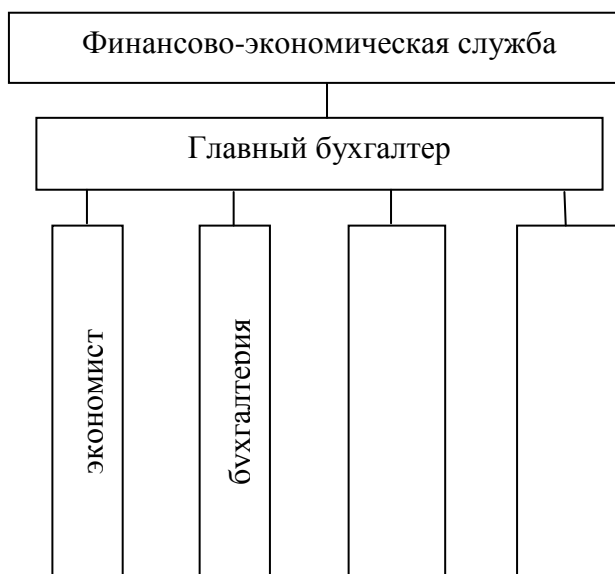 Финансово-экономическая служба
Главный бухгалтер
экономист
бухгалтерия